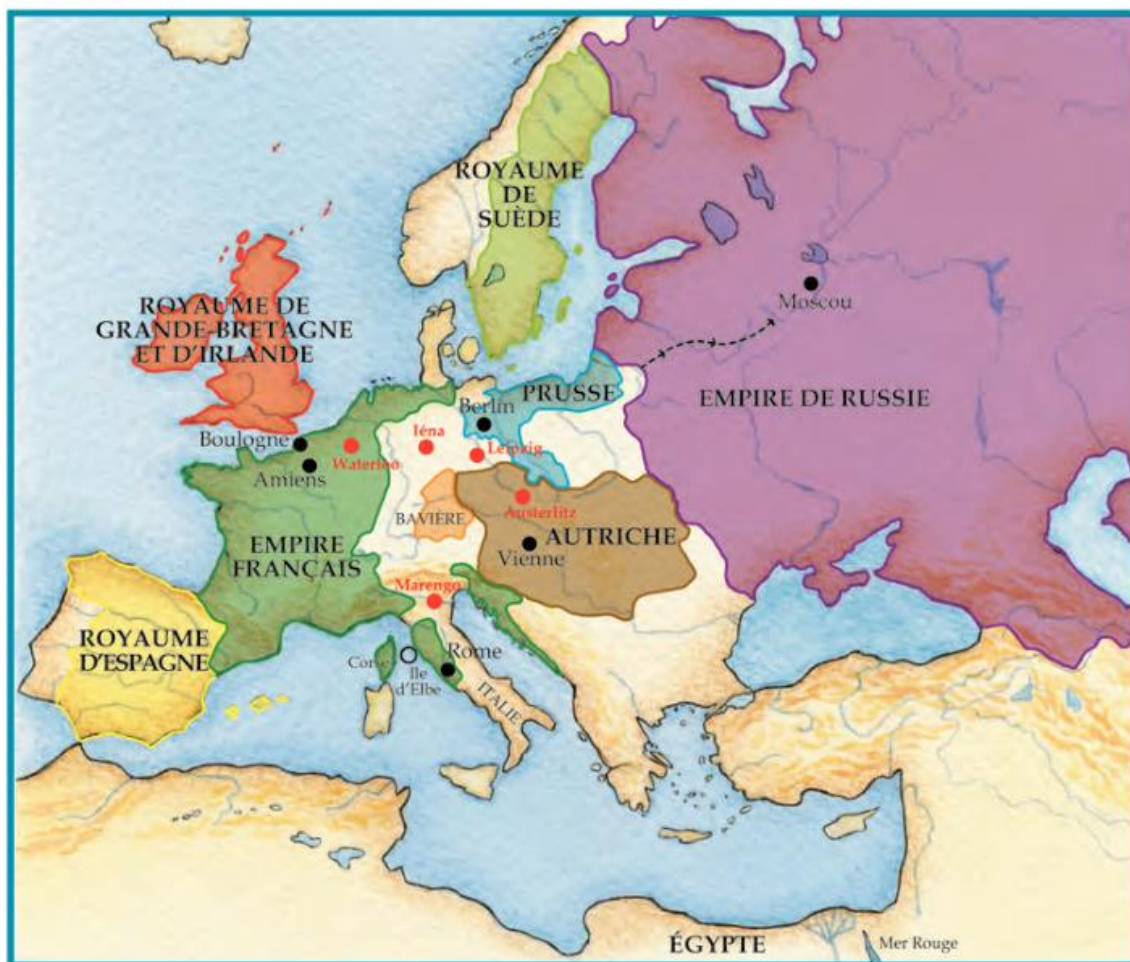 ROYAUME
DE
SUÈDE
ROYAUME DE
GRANDE-BRETAGNE
ET D'IRLANDE
Moscou
EMPIRE DE RUSSIE
PRUSSE
Berlin
Boulogne
Amiens
Waterloo
Iéna
Leipzig
BAVIÈRE
Austerlitz
AUTRICHE
Vienne
EMPIRE
FRANÇAIS
Marengo
ROYAUME
D'ESPAGNE
Corse
Ile
d'Elbe
Rome
ITALIE
ÉGYPTE
Mer Rouge